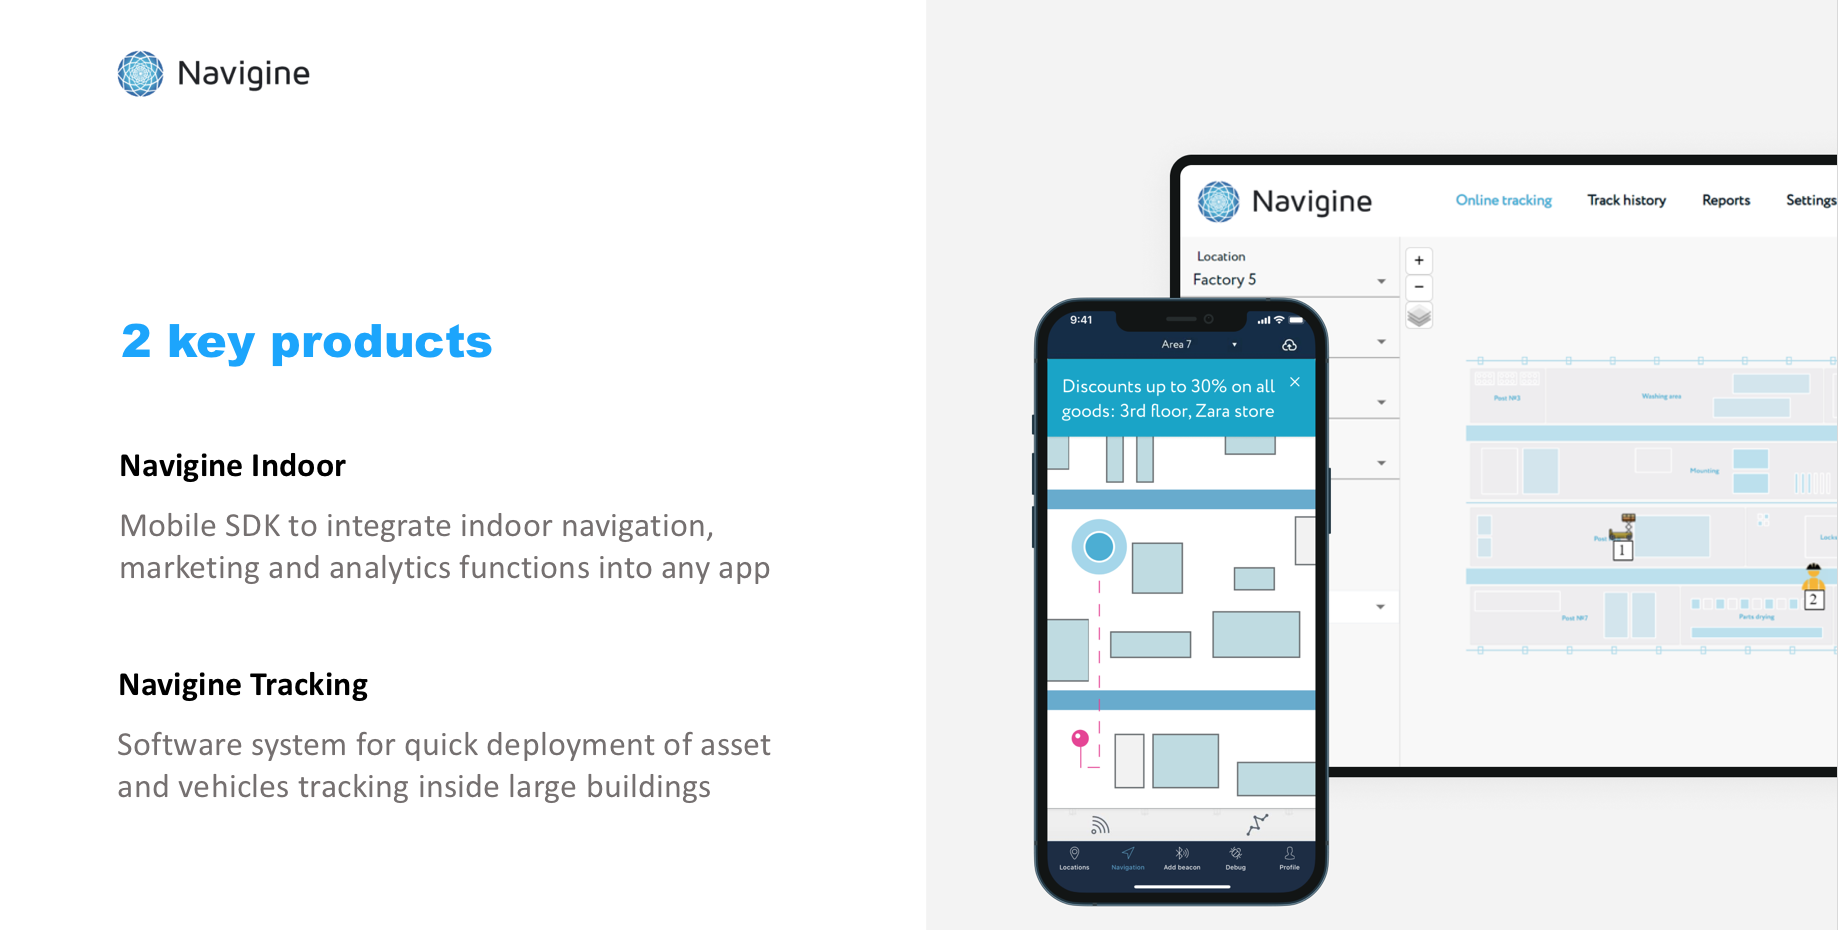 Navigine
2 key products
Navigine Indoor
Mobile SDK to integrate indoor navigation,
marketing and analytics functions into any app
Navigine Tracking
Software system for quick deployment of asset
and vehicles tracking inside large buildings
Navigine
Online tracking
Track history
Reports
Settings
Location
Factory 5
+
−
Post №3
Washing area
Mounting
Post
1
2
Post №7
Parts drying
9:41
Area 7
Discounts up to 30% on all
goods: 3rd floor, Zara store
Locations
Navigation
Add beacon
Debug
Profile